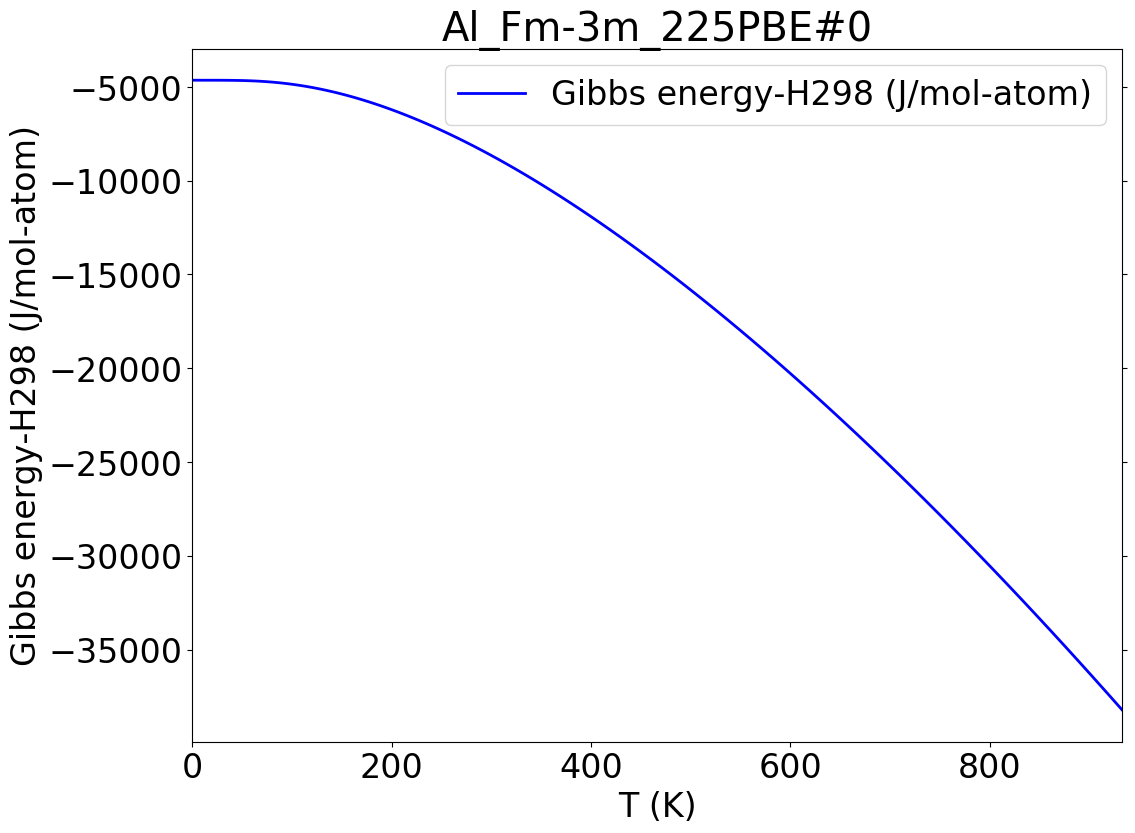 Al_Fm-3m_225PBE#0
Gibbs energy-H298 (J/mol-atom)
Gibbs energy-H298 (J/mol-atom)
−5000
−10000
−15000
−20000
−25000
−30000
−35000
0 200 400 600 800
T (K)